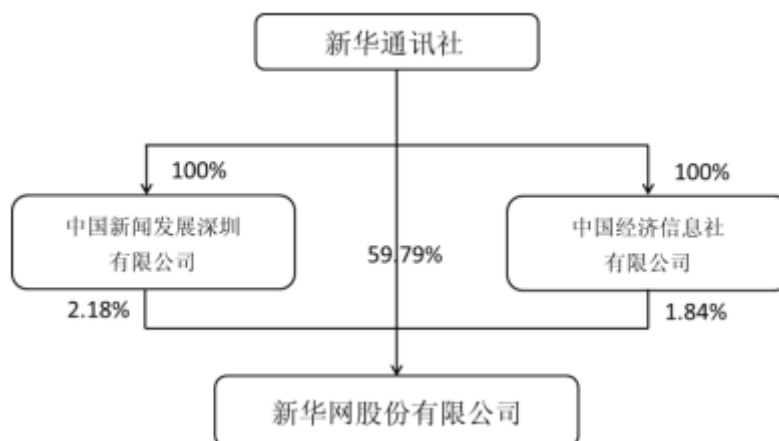 新华通讯社
100%
100%
中国新闻发展深圳
有限公司
中国经济信息社
有限公司
59.79%
2.18%
1.84%
新华网股份有限公司